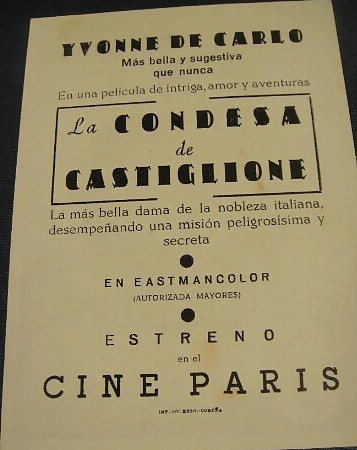 YVONNE DE CARLO
Más bella y sugestiva
que nunca
En una película de intriga, amor y aventuras
La CONDESA
de
CASTIGLIONE
La más bella dama de la nobleza italiana,
desempeñando una misión peligrosísima y
secreta
EN EASTMANCOLOR
(AUTORIZADA MAYORES)
ESTRENO
en el
CINE PARIS
IMP.